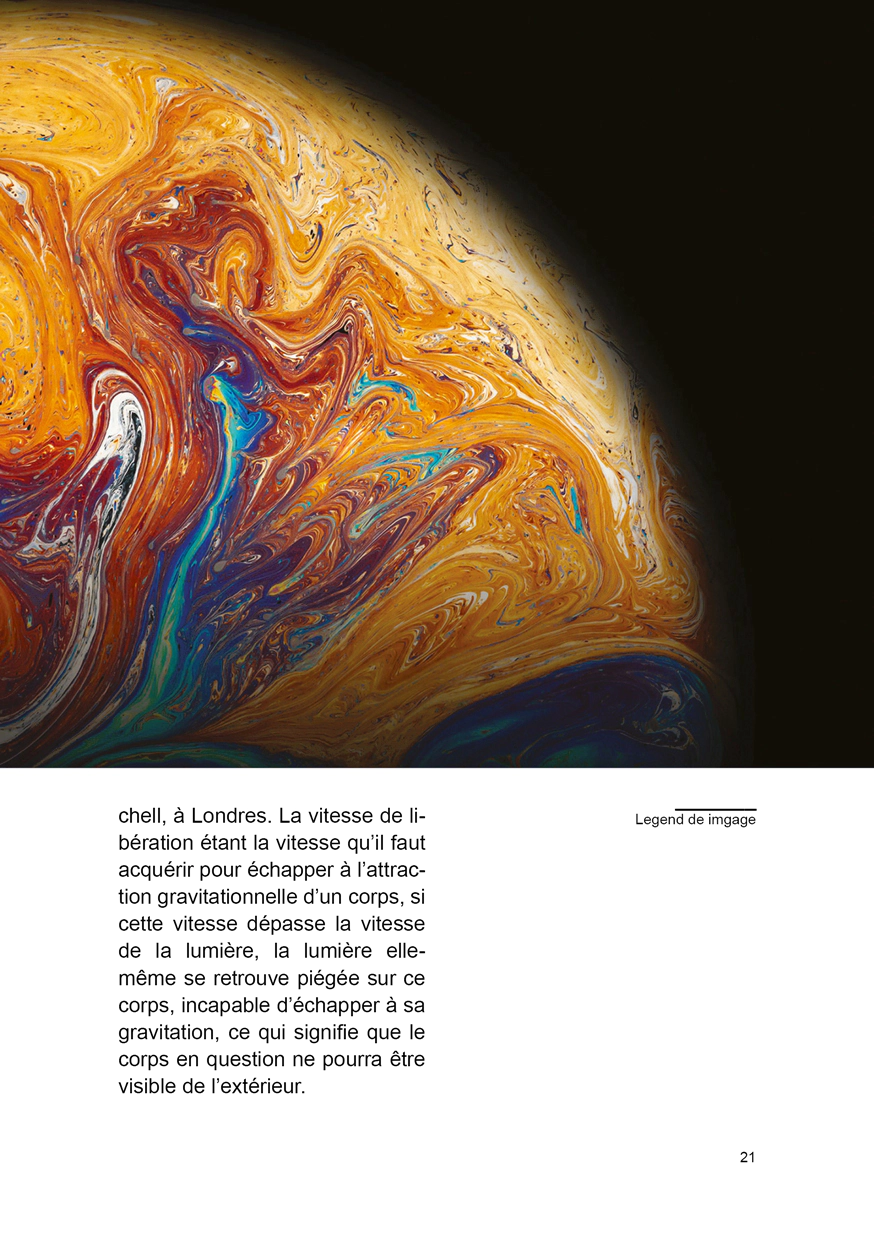 chell, à Londres. La vitesse de li-
bération étant la vitesse qu’il faut
acquérir pour échapper à l’attrac-
tion gravitationnelle d’un corps, si
cette vitesse dépasse la vitesse
de la lumière, la lumière elle-
même se retrouve piégée sur ce
corps, incapable d’échapper à sa
gravitation, ce qui signifie que le
corps en question ne pourra être
visible de l’extérieur.
Legend de imgage
21